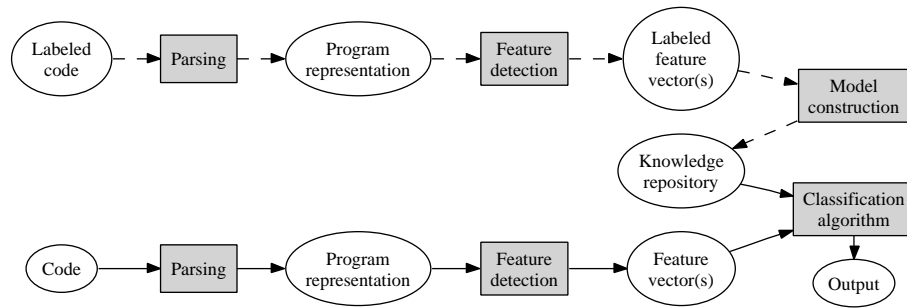 Labeled
code
Parsing
Program
representation
Feature
detection
Labeled
feature
vector(s)
Model
construction
Knowledge
repository
Classification
algorithm
Code
Parsing
Program
representation
Feature
detection
Feature
vector(s)
Output